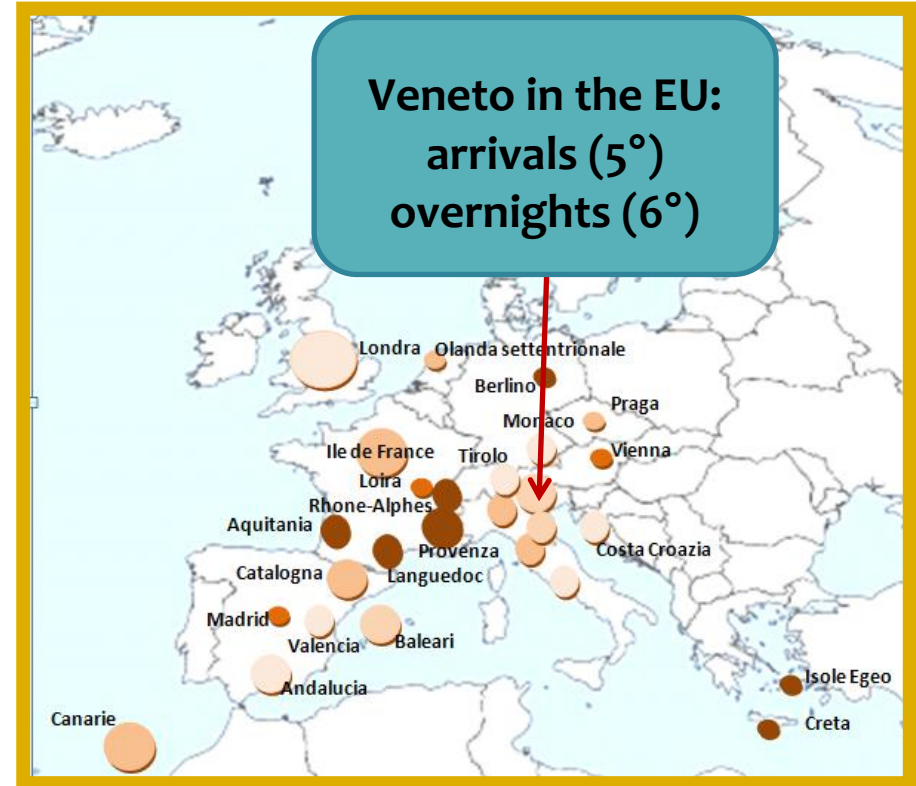 Veneto in the EU:
arrivals (5°)
overnights (6°)
Londra
Olanda settentrionale
Berlino
Praga
Monaco
Ile de France
Tirolo
Vienna
Loira
Rhone-Alphes
Aquitania
Provenza
Costa Croazia
Catalogna
Languedoc
Madrid
Valencia
Baleari
Andalucia
Isole Egeo
Canarie
Creta